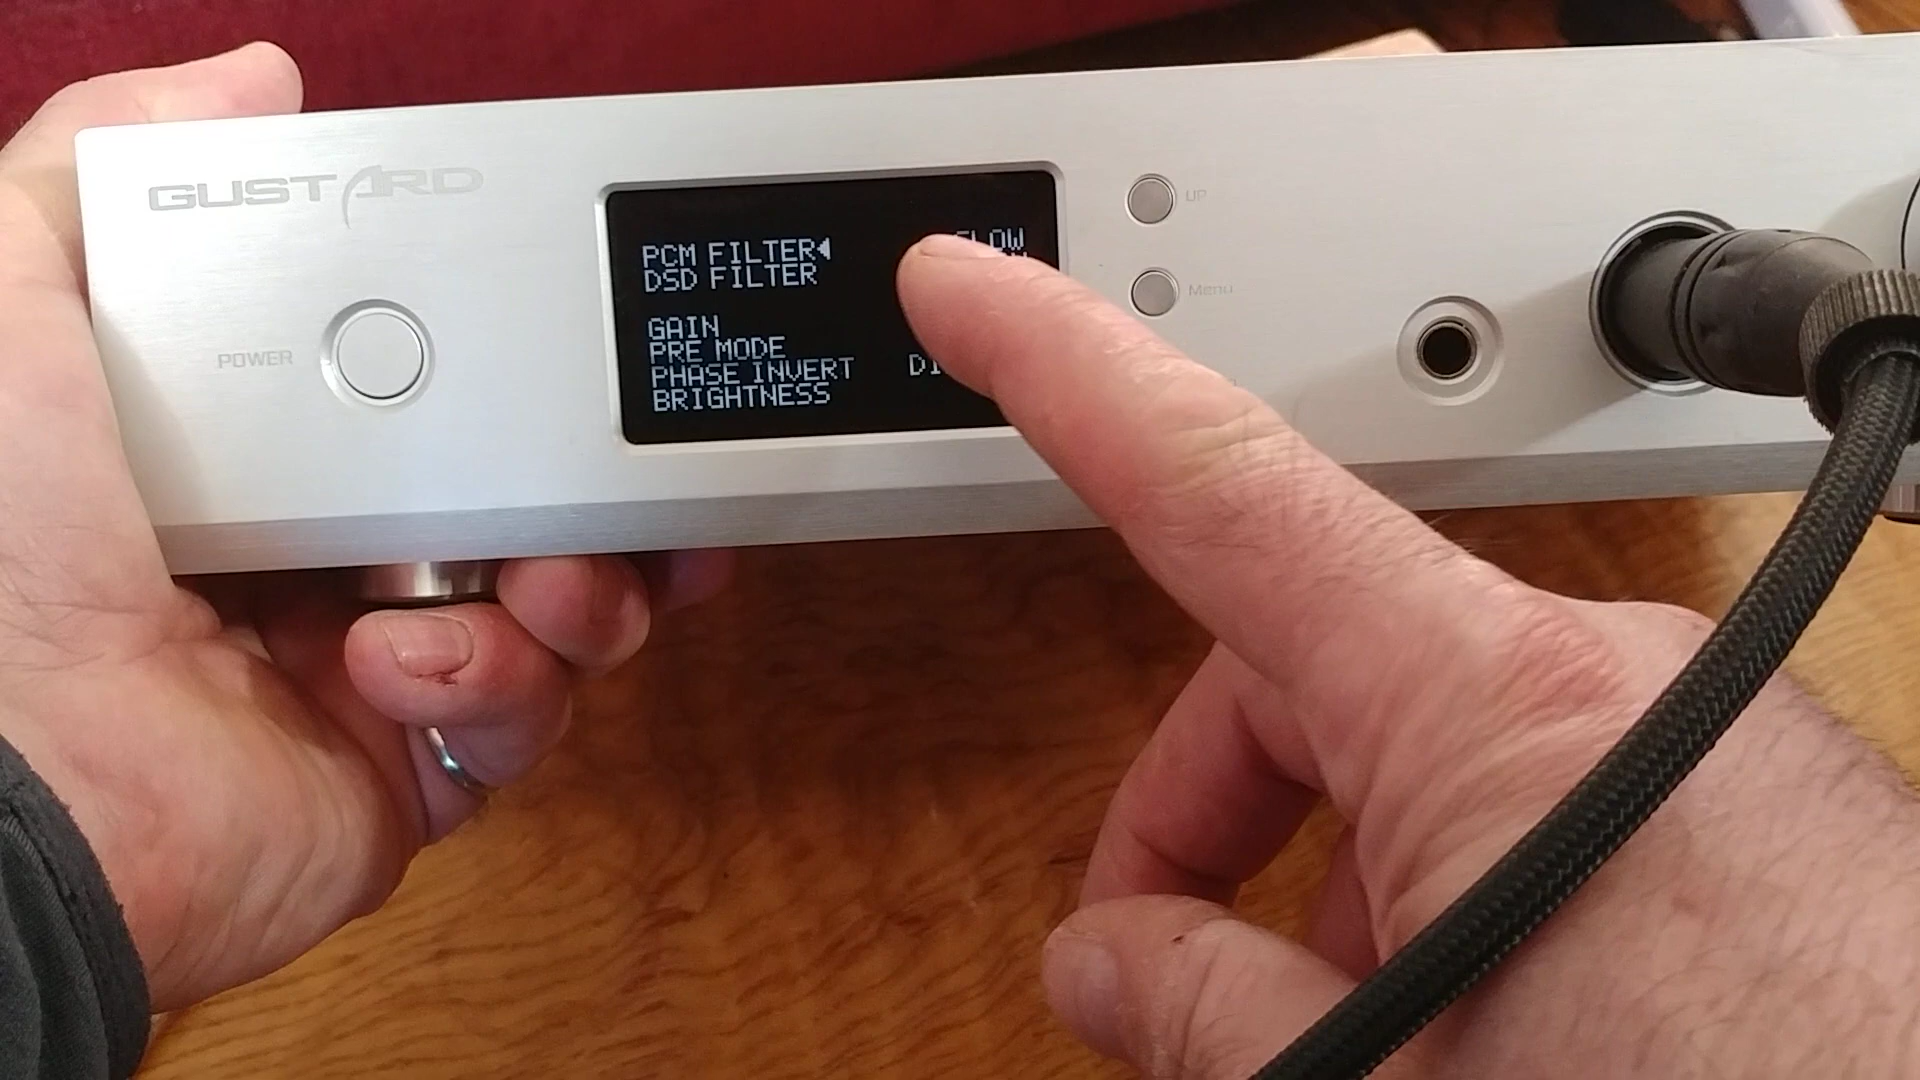 GUSTARD
POWER
PCM FILTER◀
DSD FILTER
GAIN
PRE MODE
PHASE INVERT
BRIGHTNESS
UP
Menu